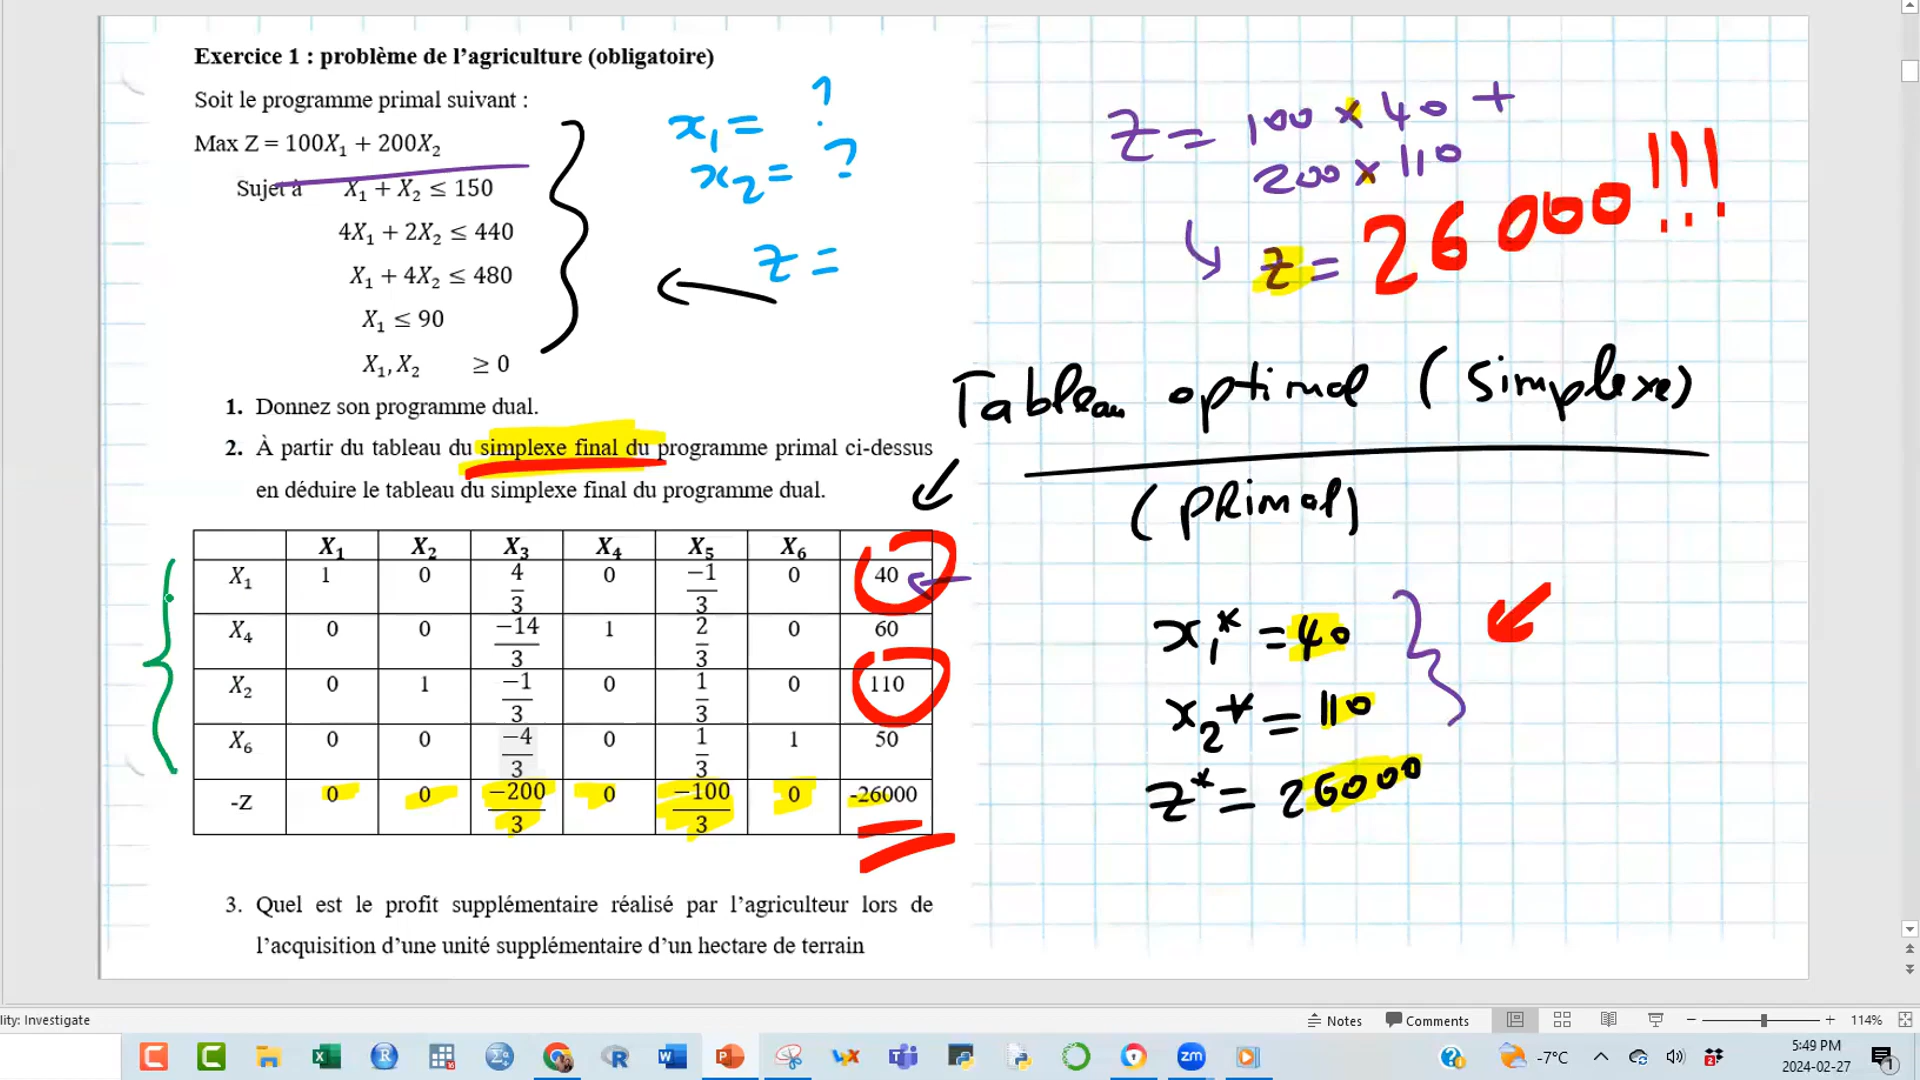 Exercice 1 : problème de l'agriculture (obligatoire)
Soit le programme primal suivant :
Max Z = 100X₁ + 200X₂
Sujet à X₁ + X₂ ≤ 150
4X₁ + 2X₂ ≤ 440
X₁ + 4X₂ ≤ 480
X₁ ≤ 90
X₁, X₂ ≥ 0
x₁ = ?
x₂ = ?
z =
1. Donnez son programme dual.
2. À partir du tableau du simplexe final du programme primal ci-dessus
en déduire le tableau du simplexe final du programme dual.
X₁ X₂ X₃ X₄ X₅ X₆
X₁ 1 0 4/3 0 -1/3 0 40
X₄ 0 0 -14/3 1 2/3 0 60
X₂ 0 1 -1/3 0 1/3 0 110
X₆ 0 0 -4/3 0 1/3 1 50
-Z 0 0 -200/3 0 -100/3 0 -26000
3. Quel est le profit supplémentaire réalisé par l'agriculteur lors de
l'acquisition d'une unité supplémentaire d'un hectare de terrain
Z = 100 × 40 +
200 × 110
z = 26000 !!!
Tableau optimal (simplexe)
(primal)
x₁* = 40
x₂* = 110
z* = 26000
lity: Investigate
Notes
Comments
114%
-7°C
5:49 PM
2024-02-27
1